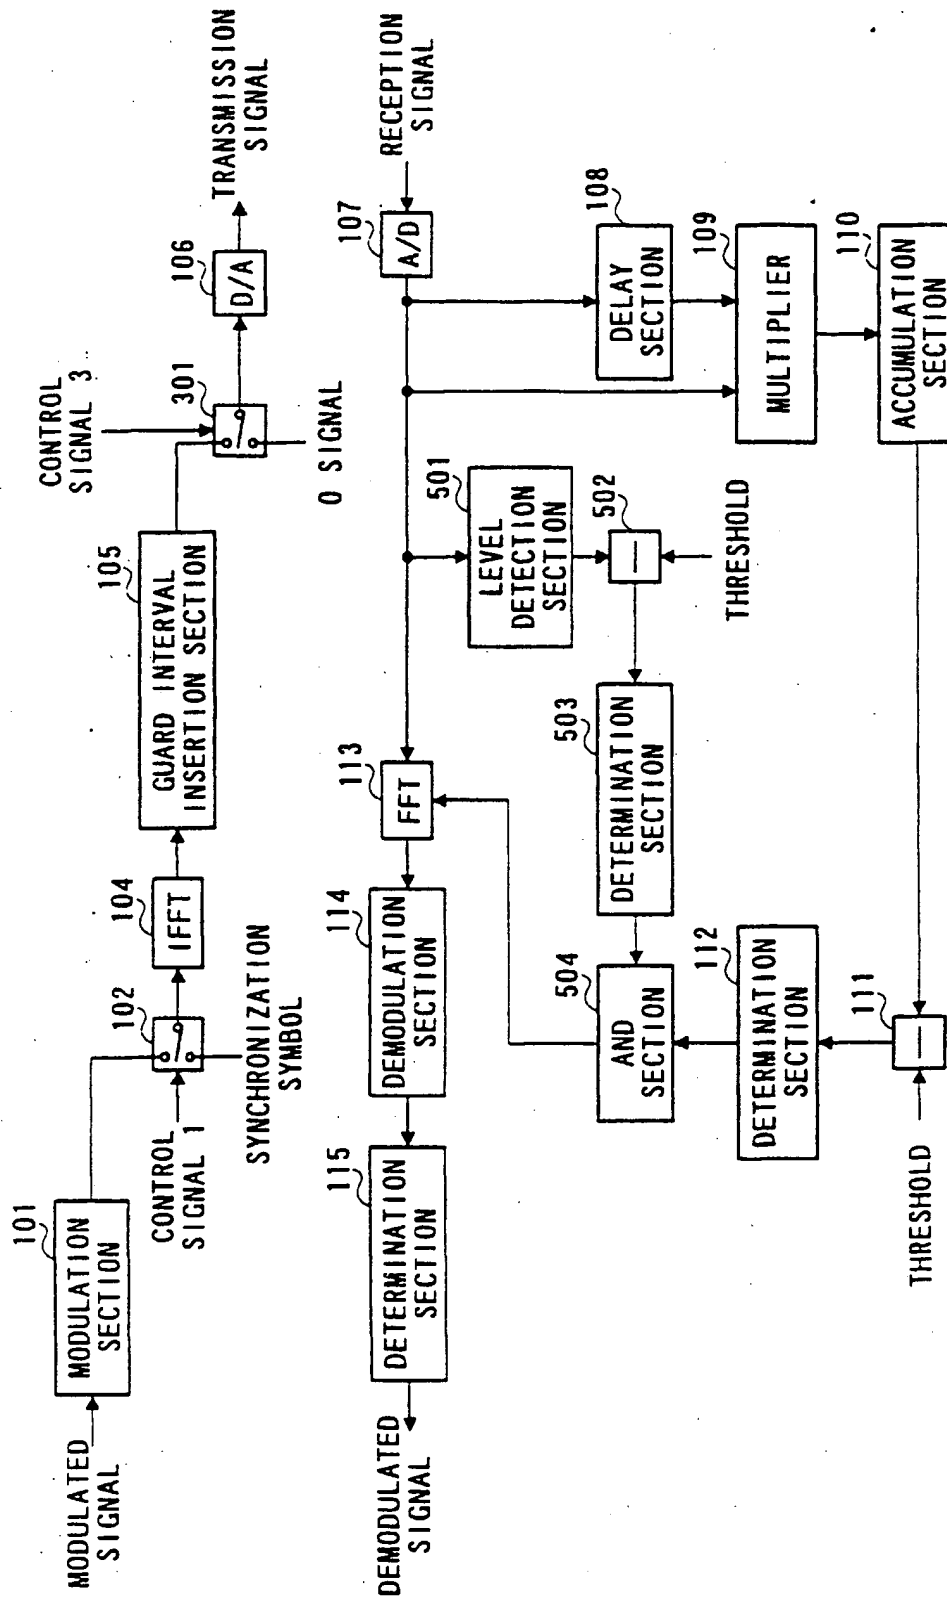 MODULATED
SIGNAL
101
MODULATION
SECTION
CONTROL
SIGNAL 1
102
SYNCHRONIZATION
SYMBOL
104
IFFT
105
GUARD INTERVAL
INSERTION SECTION
CONTROL
SIGNAL 3
301
0 SIGNAL
106
D/A
TRANSMISSION
SIGNAL
DEMODULATED
SIGNAL
115
DETERMINATION
SECTION
114
DEMODULATION
SECTION
113
FFT
107
A/D
RECEPTION
SIGNAL
501
LEVEL
DETECTION
SECTION
502
THRESHOLD
503
DETERMINATION
SECTION
504
AND
SECTION
108
DELAY
SECTION
109
MULTIPLIER
110
ACCUMULATION
SECTION
112
DETERMINATION
SECTION
111
THRESHOLD